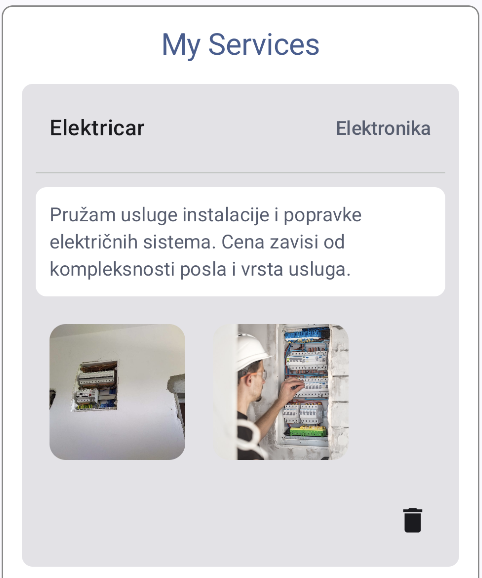 My Services
Elektricar
Elektronika
Pružam usluge instalacije i popravke
električnih sistema. Cena zavisi od
kompleksnosti posla i vrsta usluga.